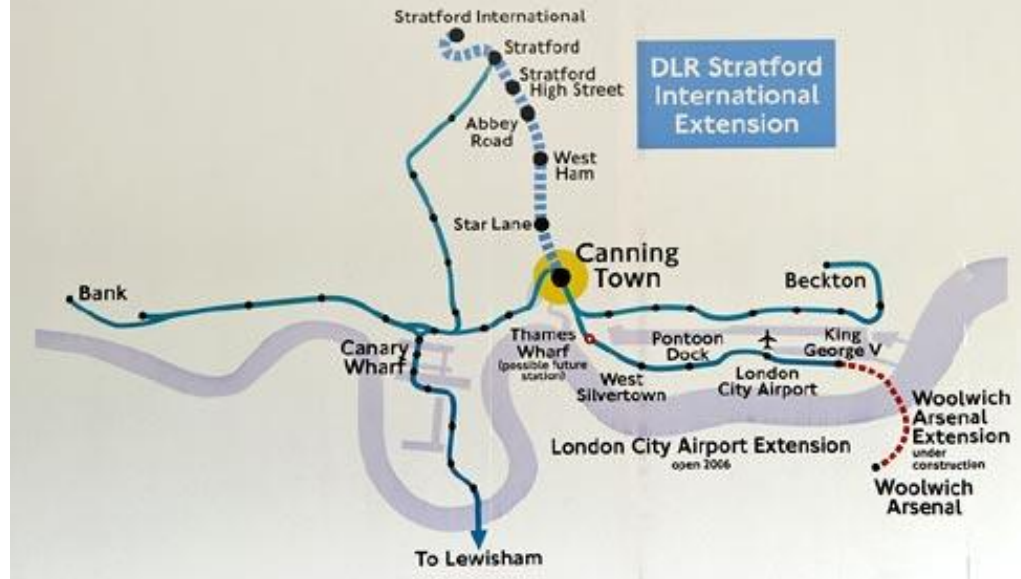 Stratford International
Stratford
DLR Stratford
International
Extension
Stratford
High Street
Abbey
Road
West
Ham
Star Lane
Canning
Town
Beckton
Bank
Thames
Wharf
(possible future
station)
Pontoon
Dock
King
George V
Canary
Wharf
West
Silvertown
London
City Airport
Woolwich
Arsenal
Extension
under
construction
London City Airport Extension
open 2006
Woolwich
Arsenal
To Lewisham